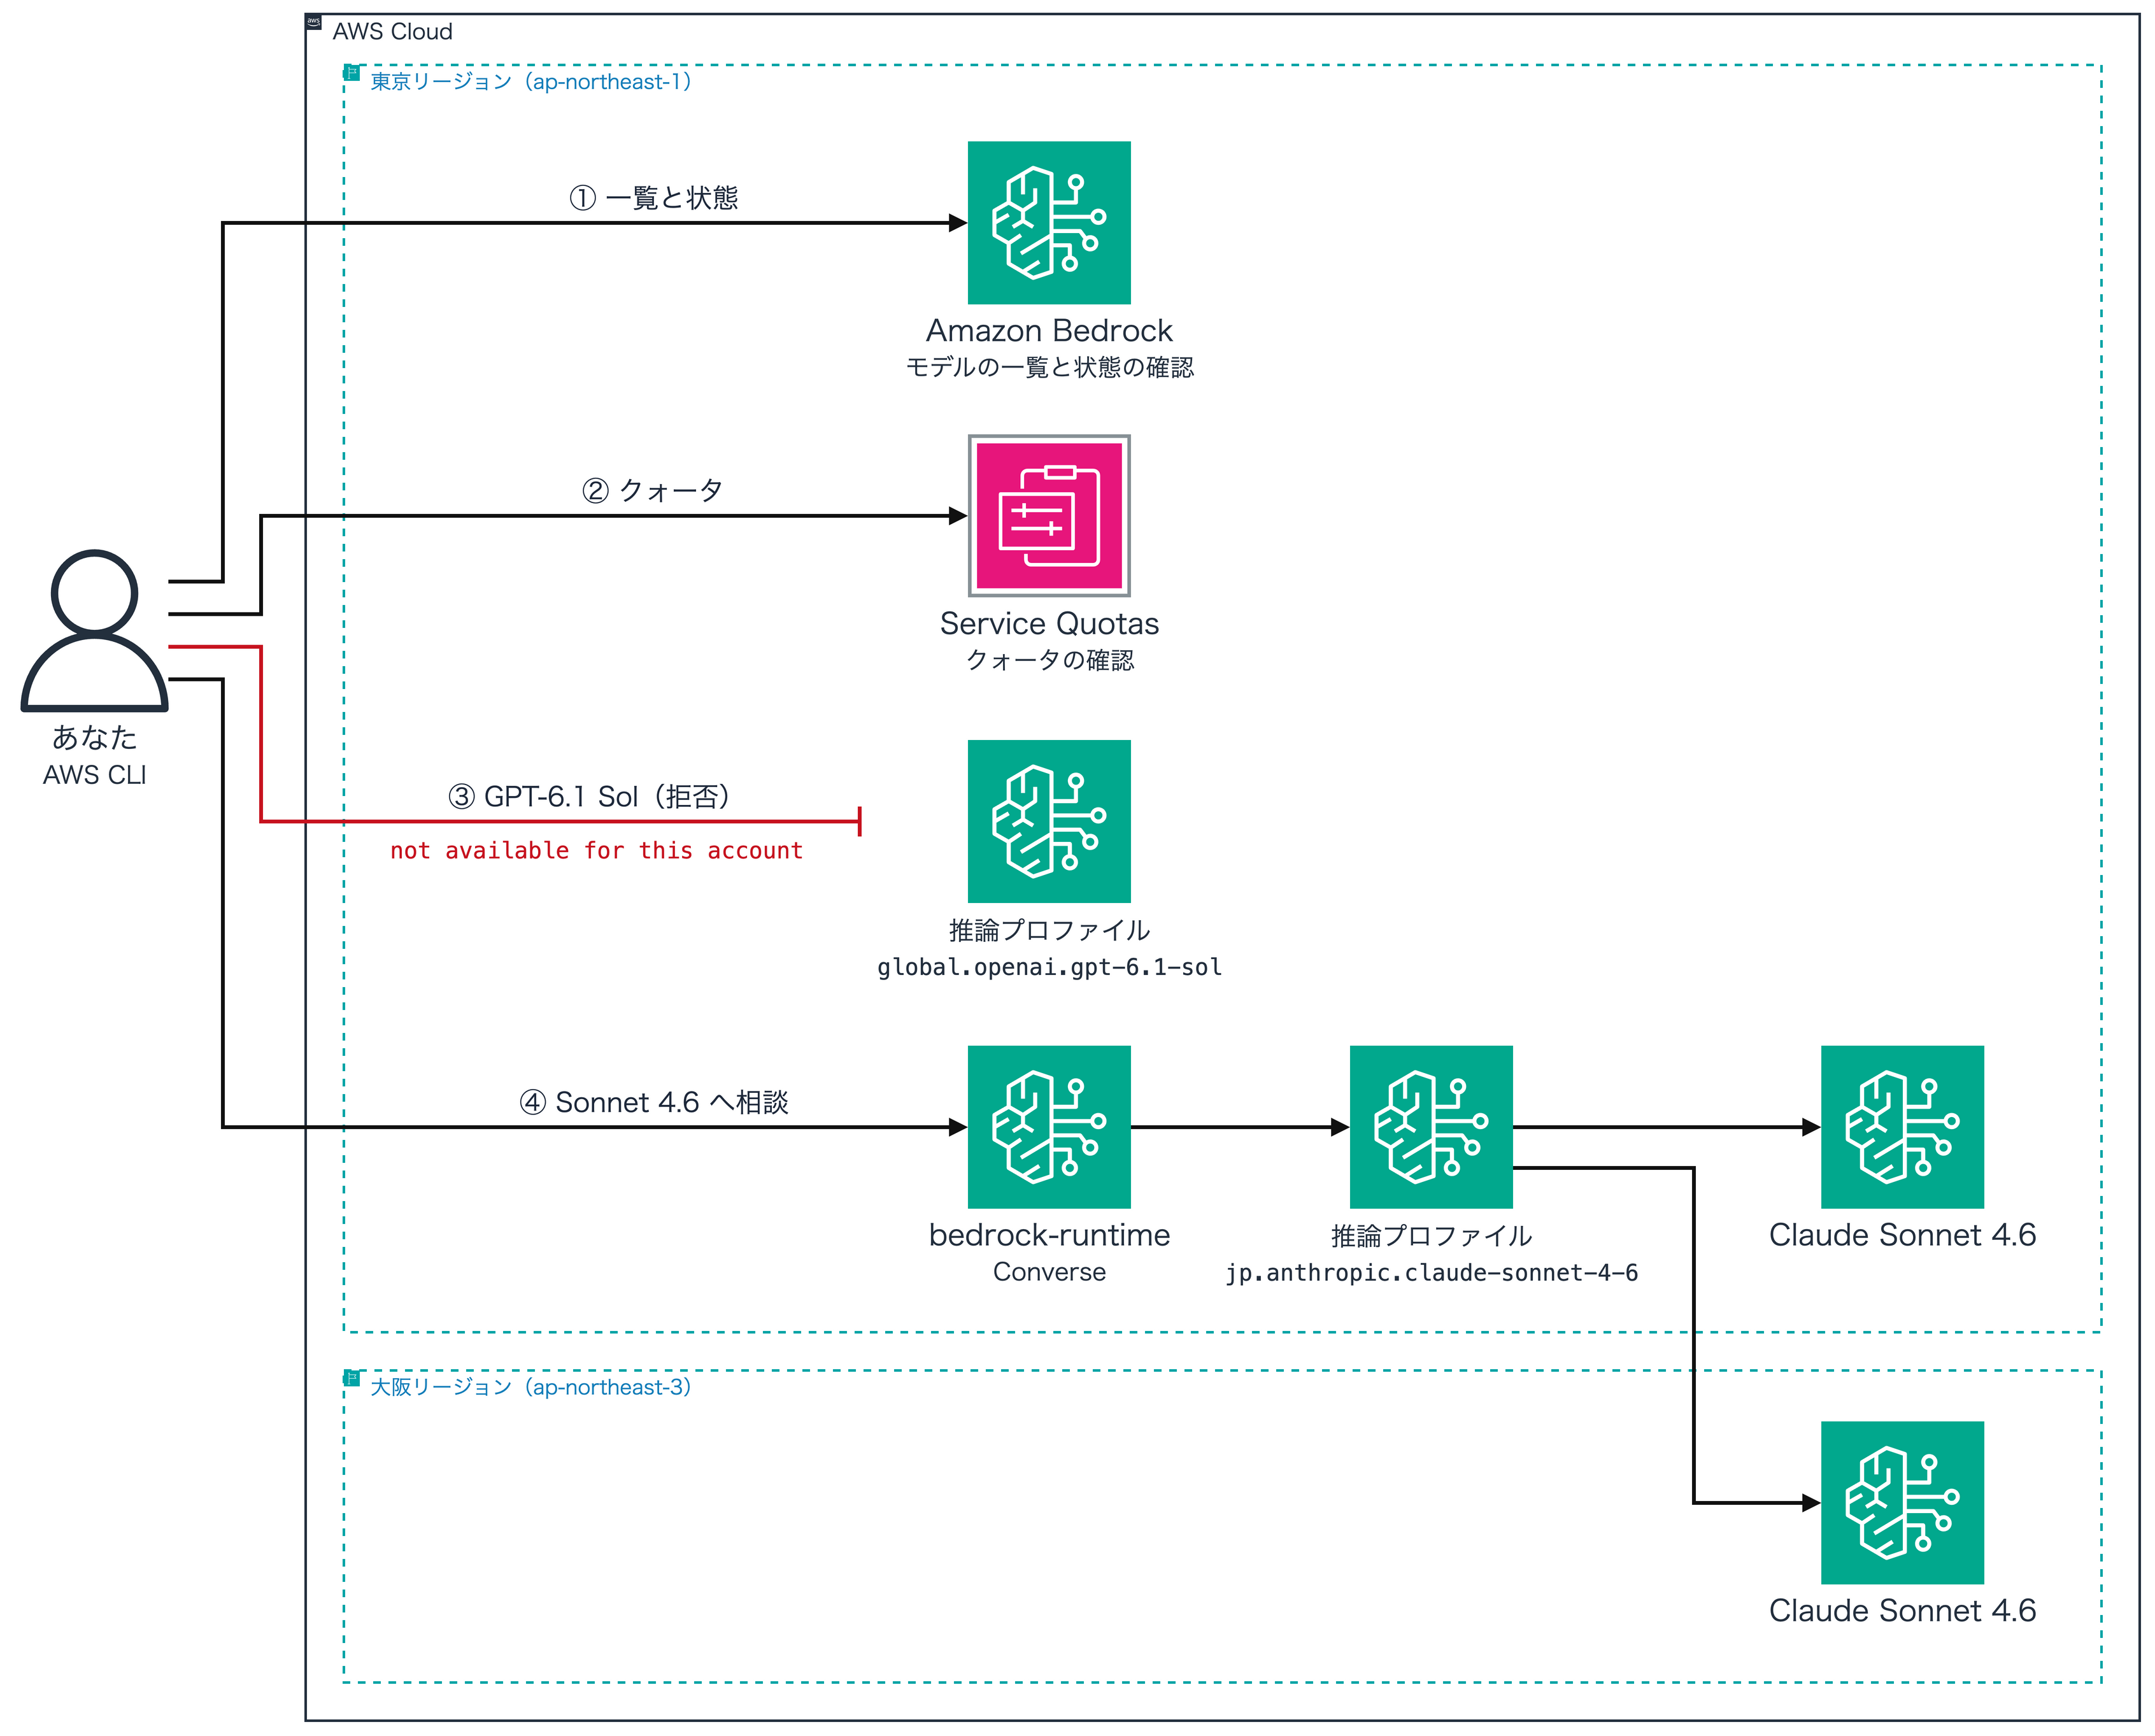 aws
AWS Cloud
東京リージョン（ap-northeast-1）
① 一覧と状態
Amazon Bedrock
モデルの一覧と状態の確認
② クォータ
Service Quotas
クォータの確認
あなた
AWS CLI
③ GPT-6.1 Sol（拒否）
not available for this account
推論プロファイル
global.openai.gpt-6.1-sol
④ Sonnet 4.6 へ相談
bedrock-runtime
Converse
推論プロファイル
jp.anthropic.claude-sonnet-4-6
Claude Sonnet 4.6
大阪リージョン（ap-northeast-3）
Claude Sonnet 4.6